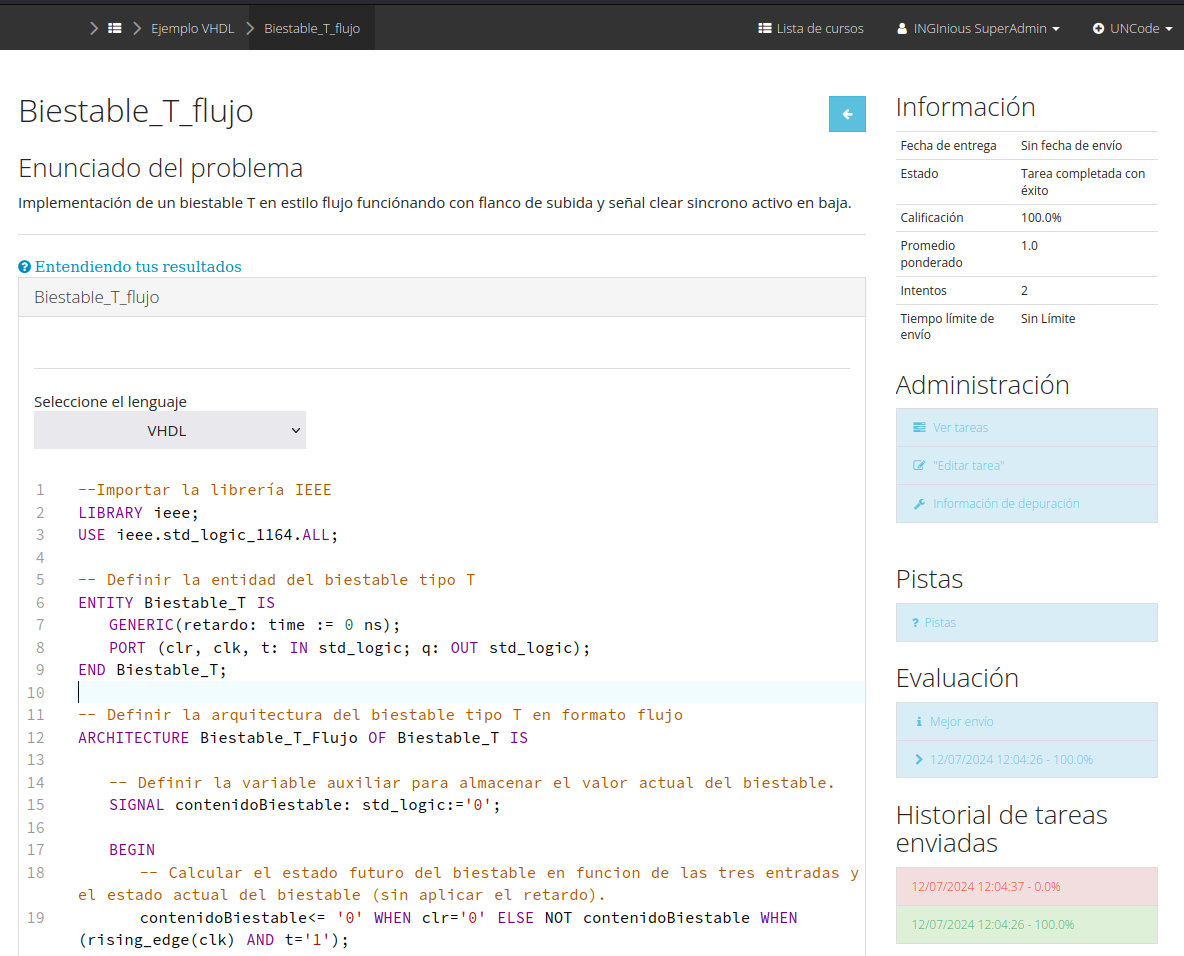 Ejemplo VHDL
Biestable_T_flujo
Lista de cursos
INGInious SuperAdmin
UNCode
Biestable_T_flujo
Enunciado del problema
Implementación de un biestable T en estilo flujo funciónando con flanco de subida y señal clear sincrono activo en baja.
Entendiendo tus resultados
Biestable_T_flujo
Seleccione el lenguaje
VHDL
1 --Importar la librería IEEE
2 LIBRARY ieee;
3 USE ieee.std_logic_1164.ALL;
4
5 -- Definir la entidad del biestable tipo T
6 ENTITY Biestable_T IS
7 GENERIC(retardo: time := 0 ns);
8 PORT (clr, clk, t: IN std_logic; q: OUT std_logic);
9 END Biestable_T;
10
11 -- Definir la arquitectura del biestable tipo T en formato flujo
12 ARCHITECTURE Biestable_T_Flujo OF Biestable_T IS
13
14 -- Definir la variable auxiliar para almacenar el valor actual del biestable.
15 SIGNAL contenidoBiestable: std_logic:='0';
16
17 BEGIN
18 -- Calcular el estado futuro del biestable en funcion de las tres entradas y
el estado actual del biestable (sin aplicar el retardo).
19 contenidoBiestable<= '0' WHEN clr='0' ELSE NOT contenidoBiestable WHEN
(rising_edge(clk) AND t='1');
Información
Fecha de entrega Sin fecha de envío
Estado Tarea completada con
éxito
Calificación 100.0%
Promedio 1.0
ponderado
Intentos 2
Tiempo límite de Sin Límite
envío
Administración
Ver tareas
"Editar tarea"
Información de depuración
Pistas
? Pistas
Evaluación
Mejor envío
12/07/2024 12:04:26 - 100.0%
Historial de tareas
enviadas
12/07/2024 12:04:37 - 0.0%
12/07/2024 12:04:26 - 100.0%